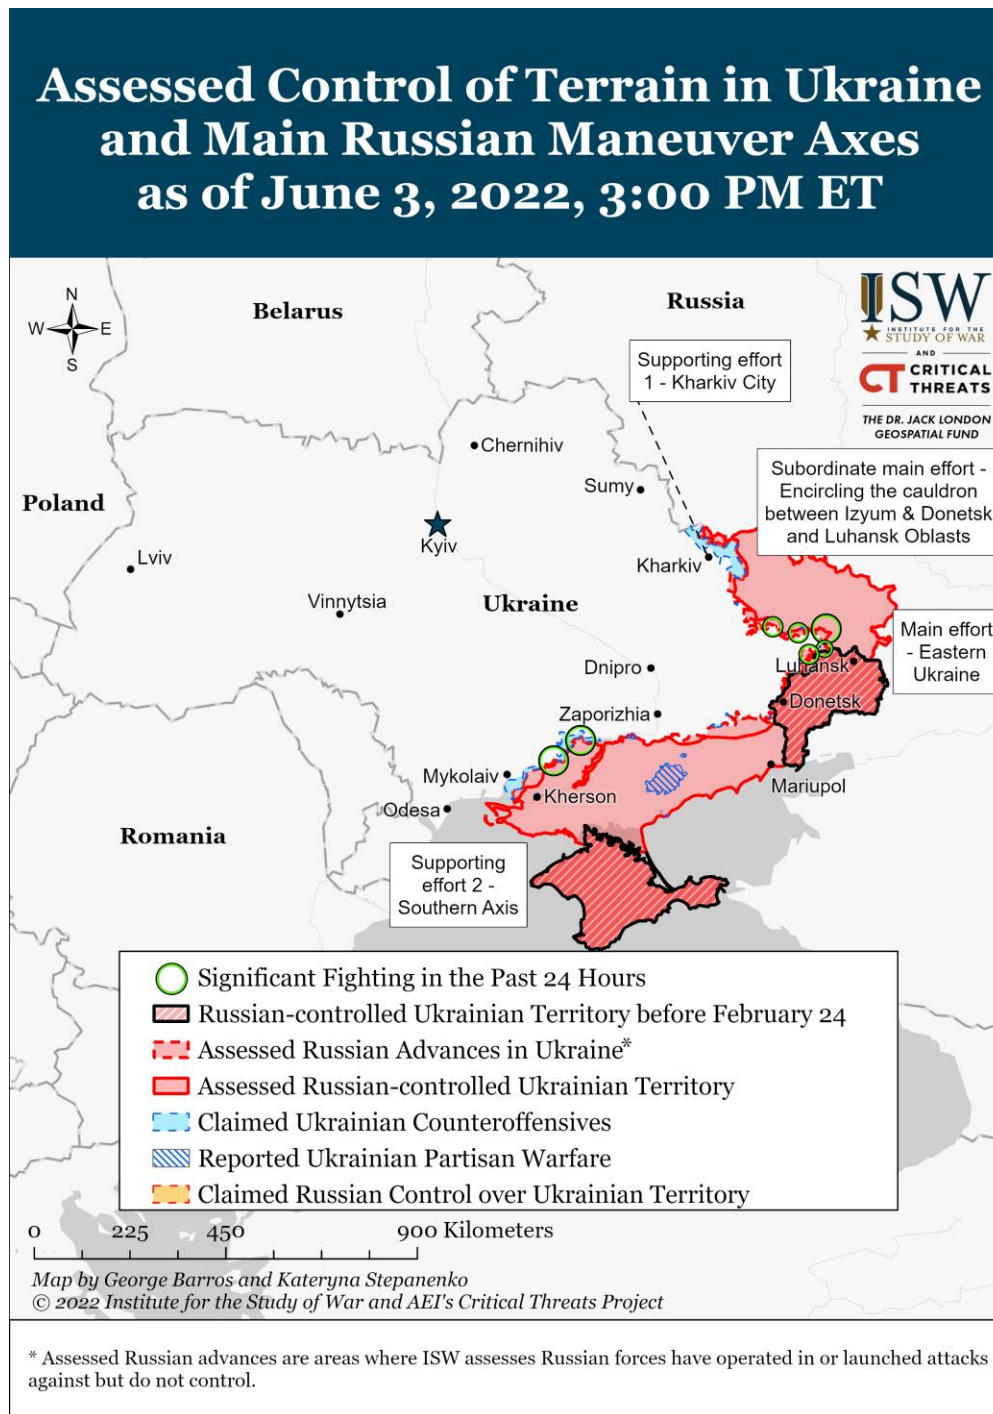 Assessed Control of Terrain in Ukraine
and Main Russian Maneuver Axes
as of June 3, 2022, 3:00 PM ET
N
W
E
S
Belarus
Russia
ISW
INSTITUTE FOR THE
STUDY OF WAR
AND
CT CRITICAL
THREATS
THE DR. JACK LONDON
GEOSPATIAL FUND
Supporting effort
1 - Kharkiv City
Chernihiv
Subordinate main effort -
Encircling the cauldron
between Izyum & Donetsk
and Luhansk Oblasts
Sumy
Poland
Kyiv
Lviv
Kharkiv
Vinnytsia
Ukraine
Main effort
- Eastern
Ukraine
Dnipro
Luhansk
Donetsk
Zaporizhia
Mykolaiv
Mariupol
Kherson
Odesa
Romania
Supporting
effort 2 -
Southern Axis
Significant Fighting in the Past 24 Hours
Russian-controlled Ukrainian Territory before February 24
Assessed Russian Advances in Ukraine*
Assessed Russian-controlled Ukrainian Territory
Claimed Ukrainian Counteroffensives
Reported Ukrainian Partisan Warfare
Claimed Russian Control over Ukrainian Territory
0 225 450 900 Kilometers
Map by George Barros and Kateryna Stepanenko
© 2022 Institute for the Study of War and AEI's Critical Threats Project
* Assessed Russian advances are areas where ISW assesses Russian forces have operated in or launched attacks
against but do not control.